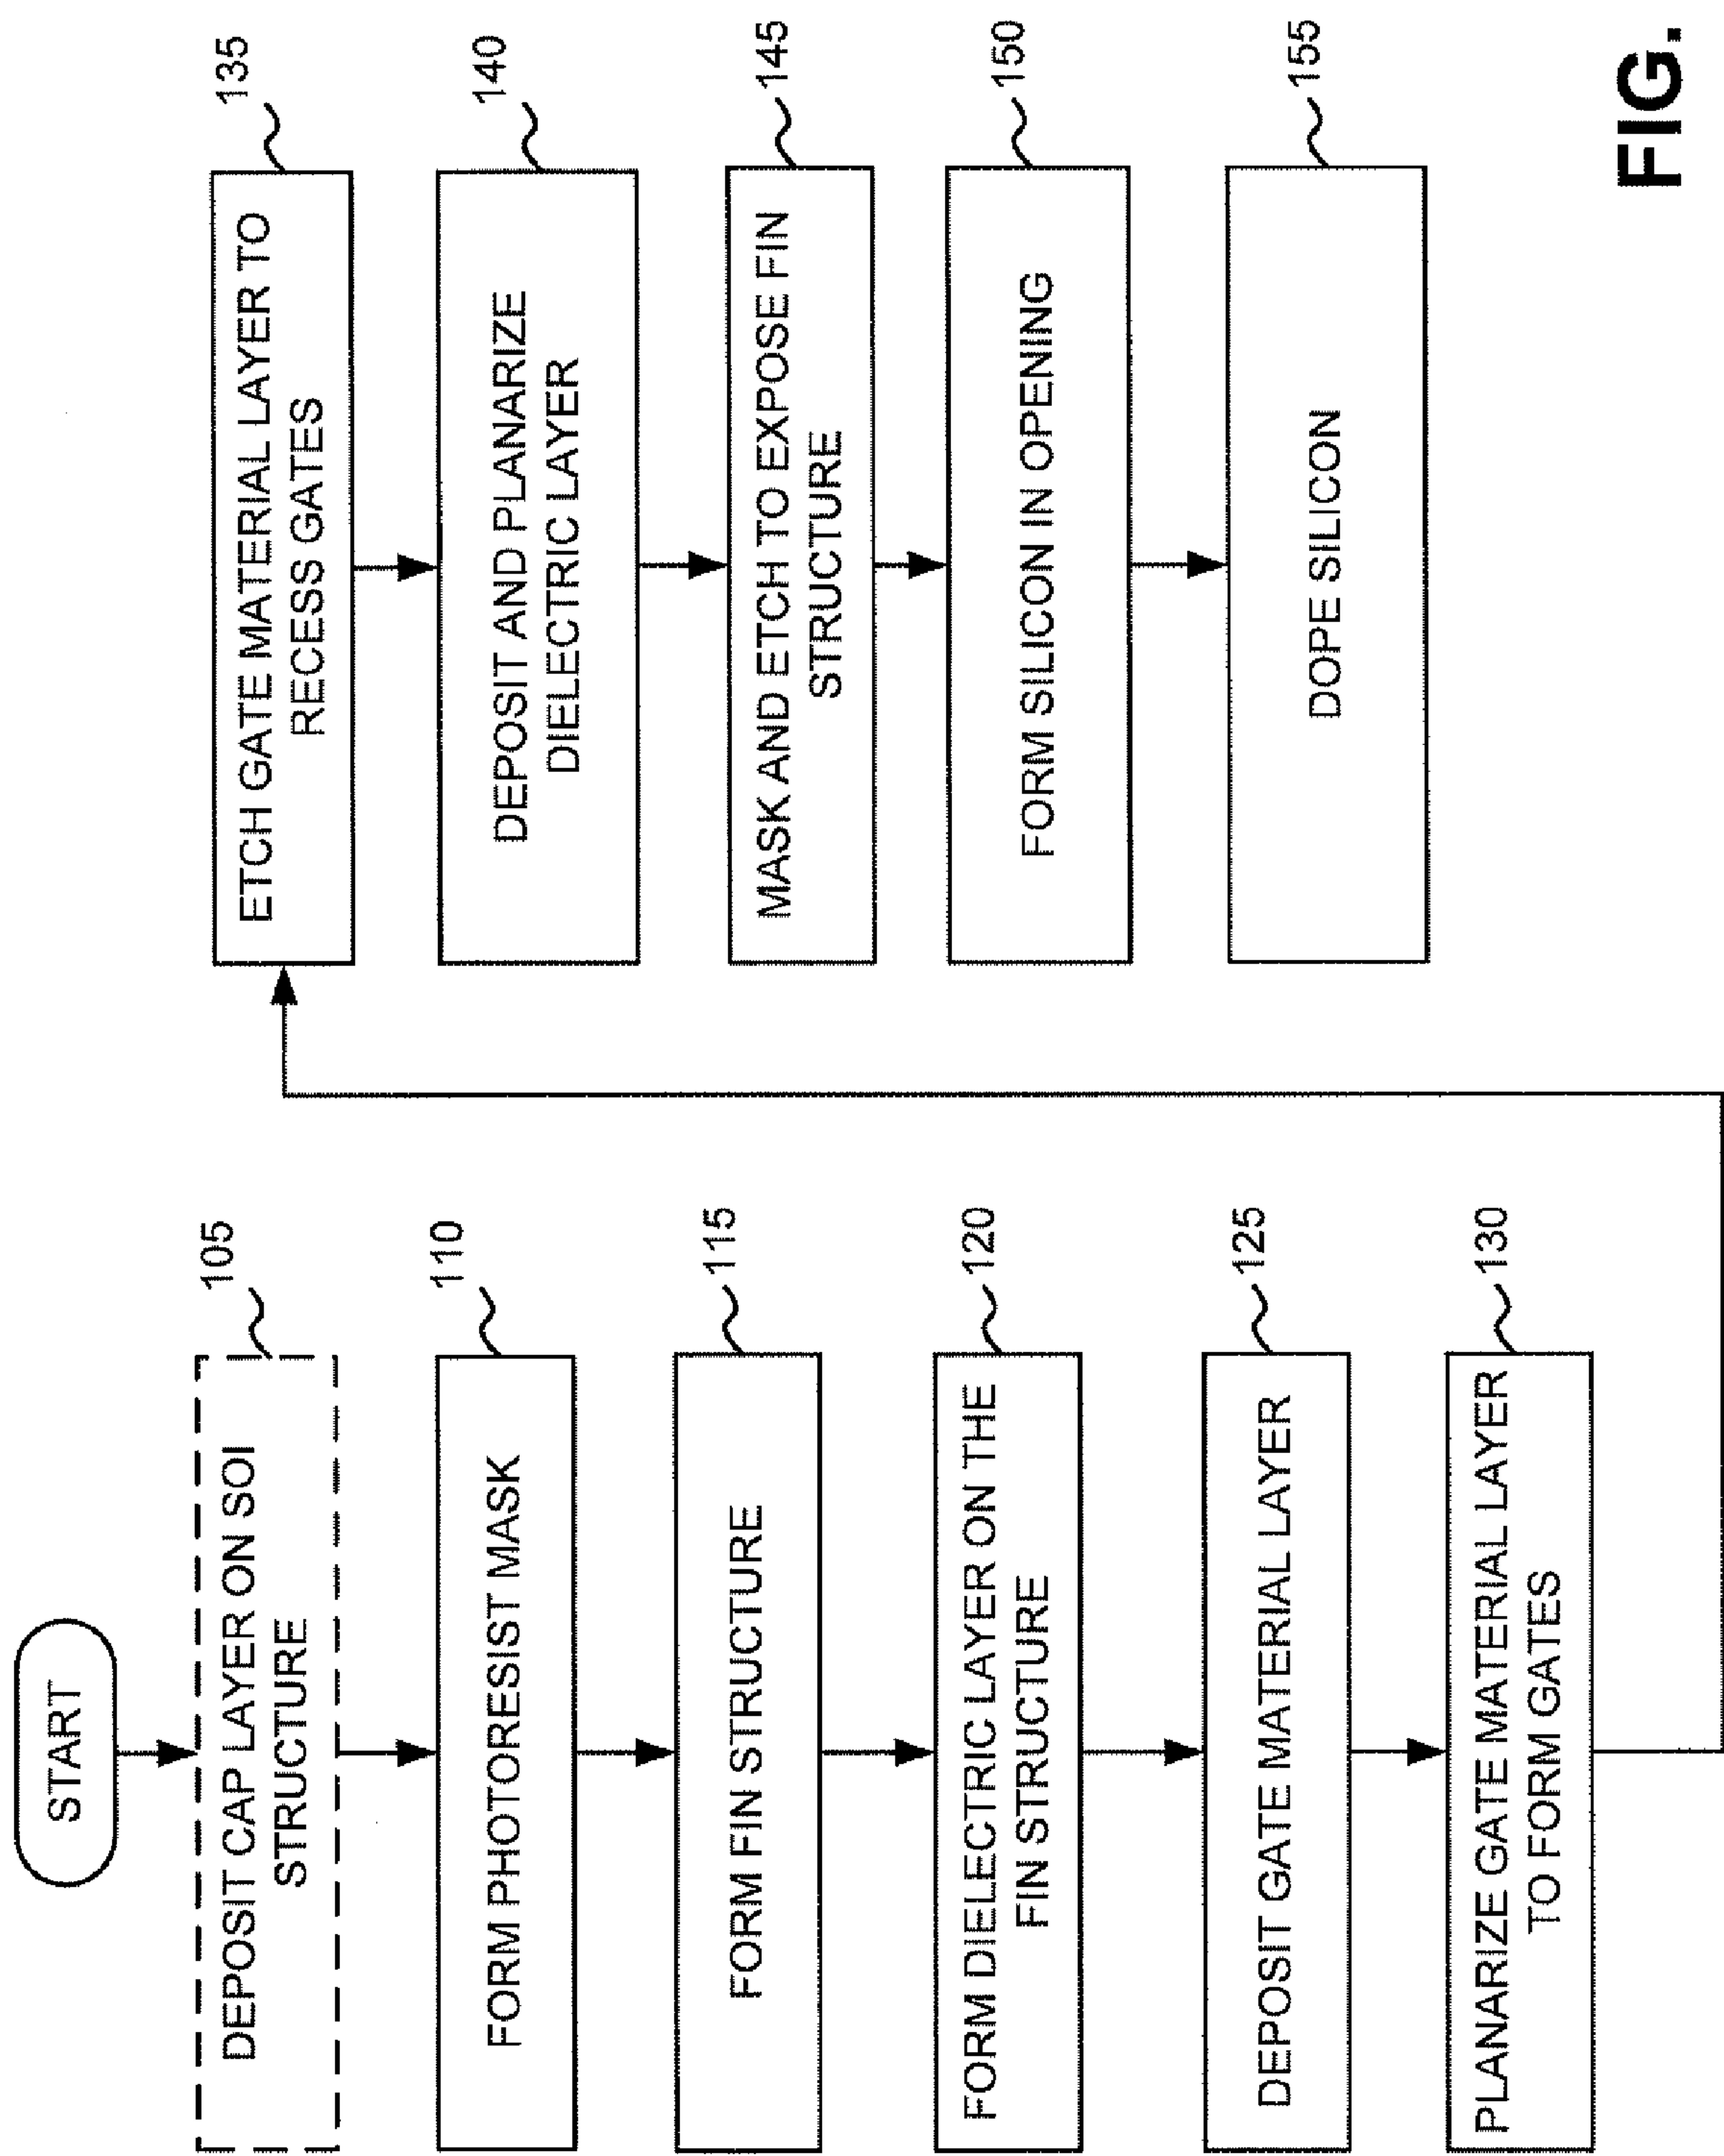 START
105
DEPOSIT CAP LAYER ON SOI
STRUCTURE
110
FORM PHOTORESIST MASK
115
FORM FIN STRUCTURE
120
FORM DIELECTRIC LAYER ON THE
FIN STRUCTURE
125
DEPOSIT GATE MATERIAL LAYER
130
PLANARIZE GATE MATERIAL LAYER
TO FORM GATES
135
ETCH GATE MATERIAL LAYER TO
RECESS GATES
140
DEPOSIT AND PLANARIZE
DIELECTRIC LAYER
145
MASK AND ETCH TO EXPOSE FIN
STRUCTURE
150
FORM SILICON IN OPENING
155
DOPE SILICON
FIG.